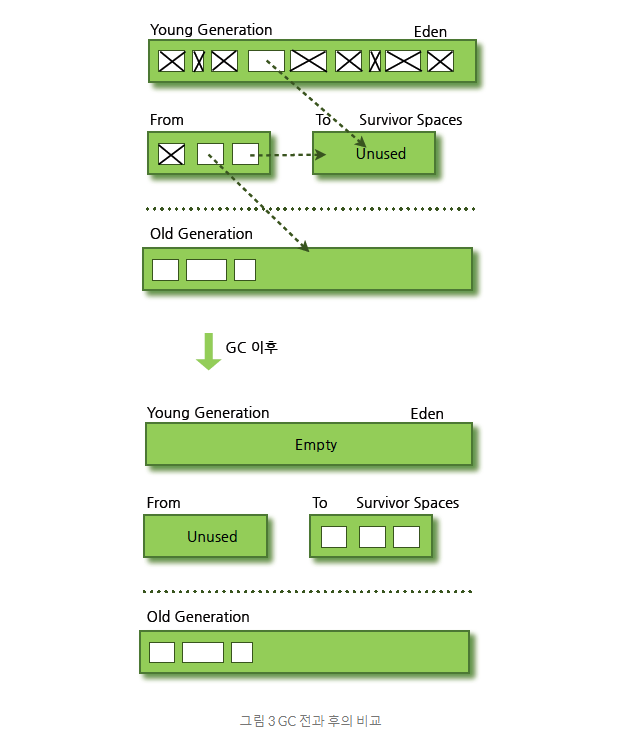 Young Generation Eden
From To Survivor Spaces
Unused
Old Generation
GC 이후
Young Generation Eden
Empty
From To Survivor Spaces
Unused
Old Generation
그림 3 GC 전과 후의 비교